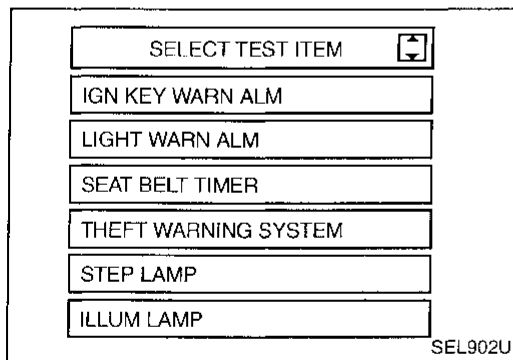 SELECT TEST ITEM
IGN KEY WARN ALM
LIGHT WARN ALM
SEAT BELT TIMER
THEFT WARNING SYSTEM
STEP LAMP
ILLUM LAMP
SEL902U